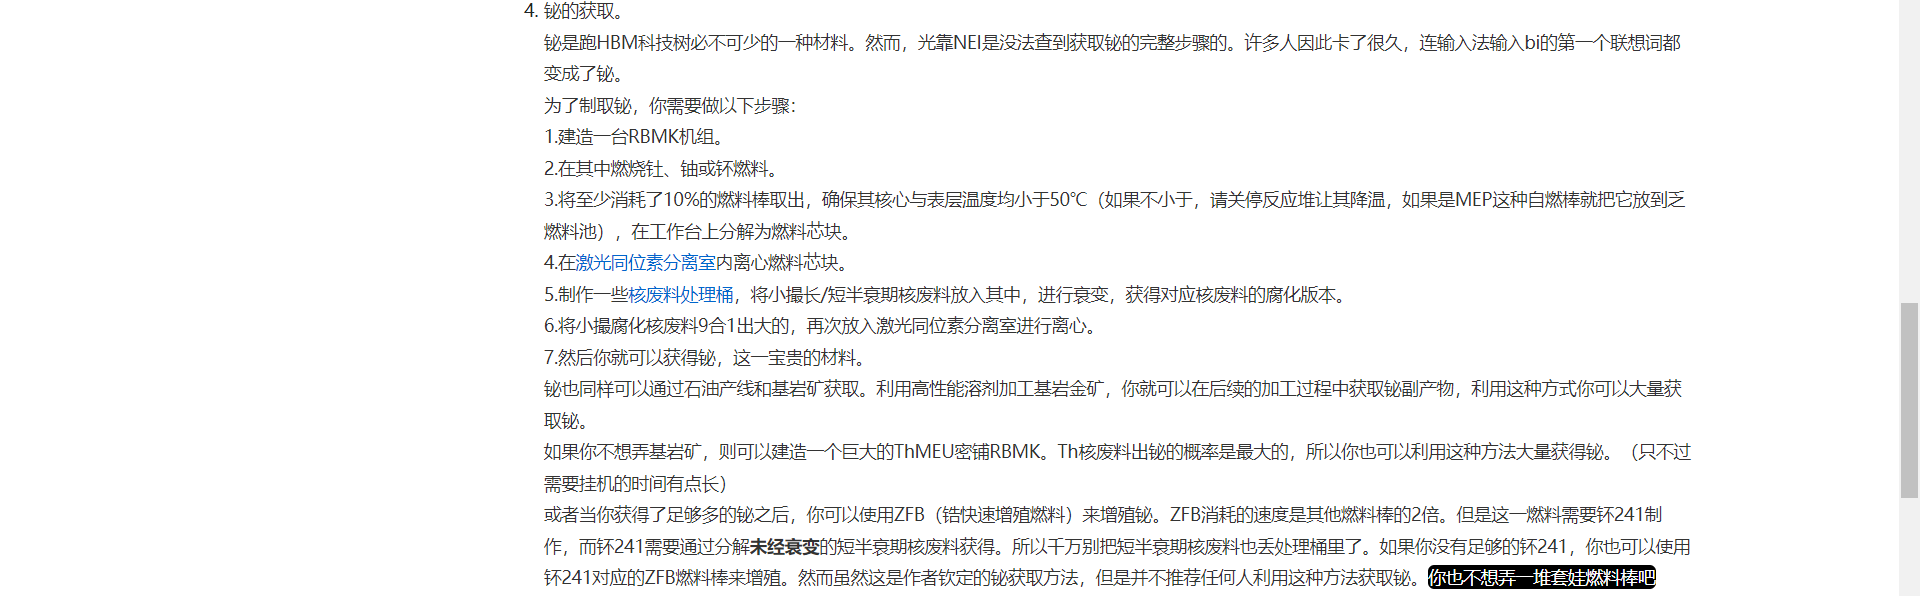 4. 铋的获取。
铋是跑HBM科技树必不可少的一种材料。然而，光靠NEI是没法查到获取铋的完整步骤的。许多人因此卡了很久，连输入法输入bi的第一个联想词都
变成了铋。
为了制取铋，你需要做以下步骤：
1.建造一台RBMK机组。
2.在其中燃烧钍、铀或钚燃料。
3.将至少消耗了10%的燃料棒取出，确保其核心与表层温度均小于50℃（如果不小于，请关停反应堆让其降温，如果是MEP这种自燃棒就把它放到乏
燃料池），在工作台上分解为燃料芯块。
4.在激光同位素分离室内离心燃料芯块。
5.制作一些核废料处理桶，将小撮长/短半衰期核废料放入其中，进行衰变，获得对应核废料的腐化版本。
6.将小撮腐化核废料9合1出大的，再次放入激光同位素分离室进行离心。
7.然后你就可以获得铋，这一宝贵的材料。
铋也同样可以通过石油产线和基岩矿获取。利用高性能溶剂加工基岩金矿，你就可以在后续的加工过程中获取铋副产物，利用这种方式你可以大量获
取铋。
如果你不想弄基岩矿，则可以建造一个巨大的ThMEU密铺RBMK。Th核废料出铋的概率是最大的，所以你也可以利用这种方法大量获得铋。（只不过
需要挂机的时间有点长）
或者当你获得了足够多的铋之后，你可以使用ZFB（锆快速增殖燃料）来增殖铋。ZFB消耗的速度是其他燃料棒的2倍。但是这一燃料需要钚241制
作，而钚241需要通过分解未经衰变的短半衰期核废料获得。所以千万别把短半衰期核废料也丢处理桶里了。如果你没有足够的钚241，你也可以使用
钚241对应的ZFB燃料棒来增殖。然而虽然这是作者钦定的铋获取方法，但是并不推荐任何人利用这种方法获取铋。你也不想弄一堆套娃燃料棒吧